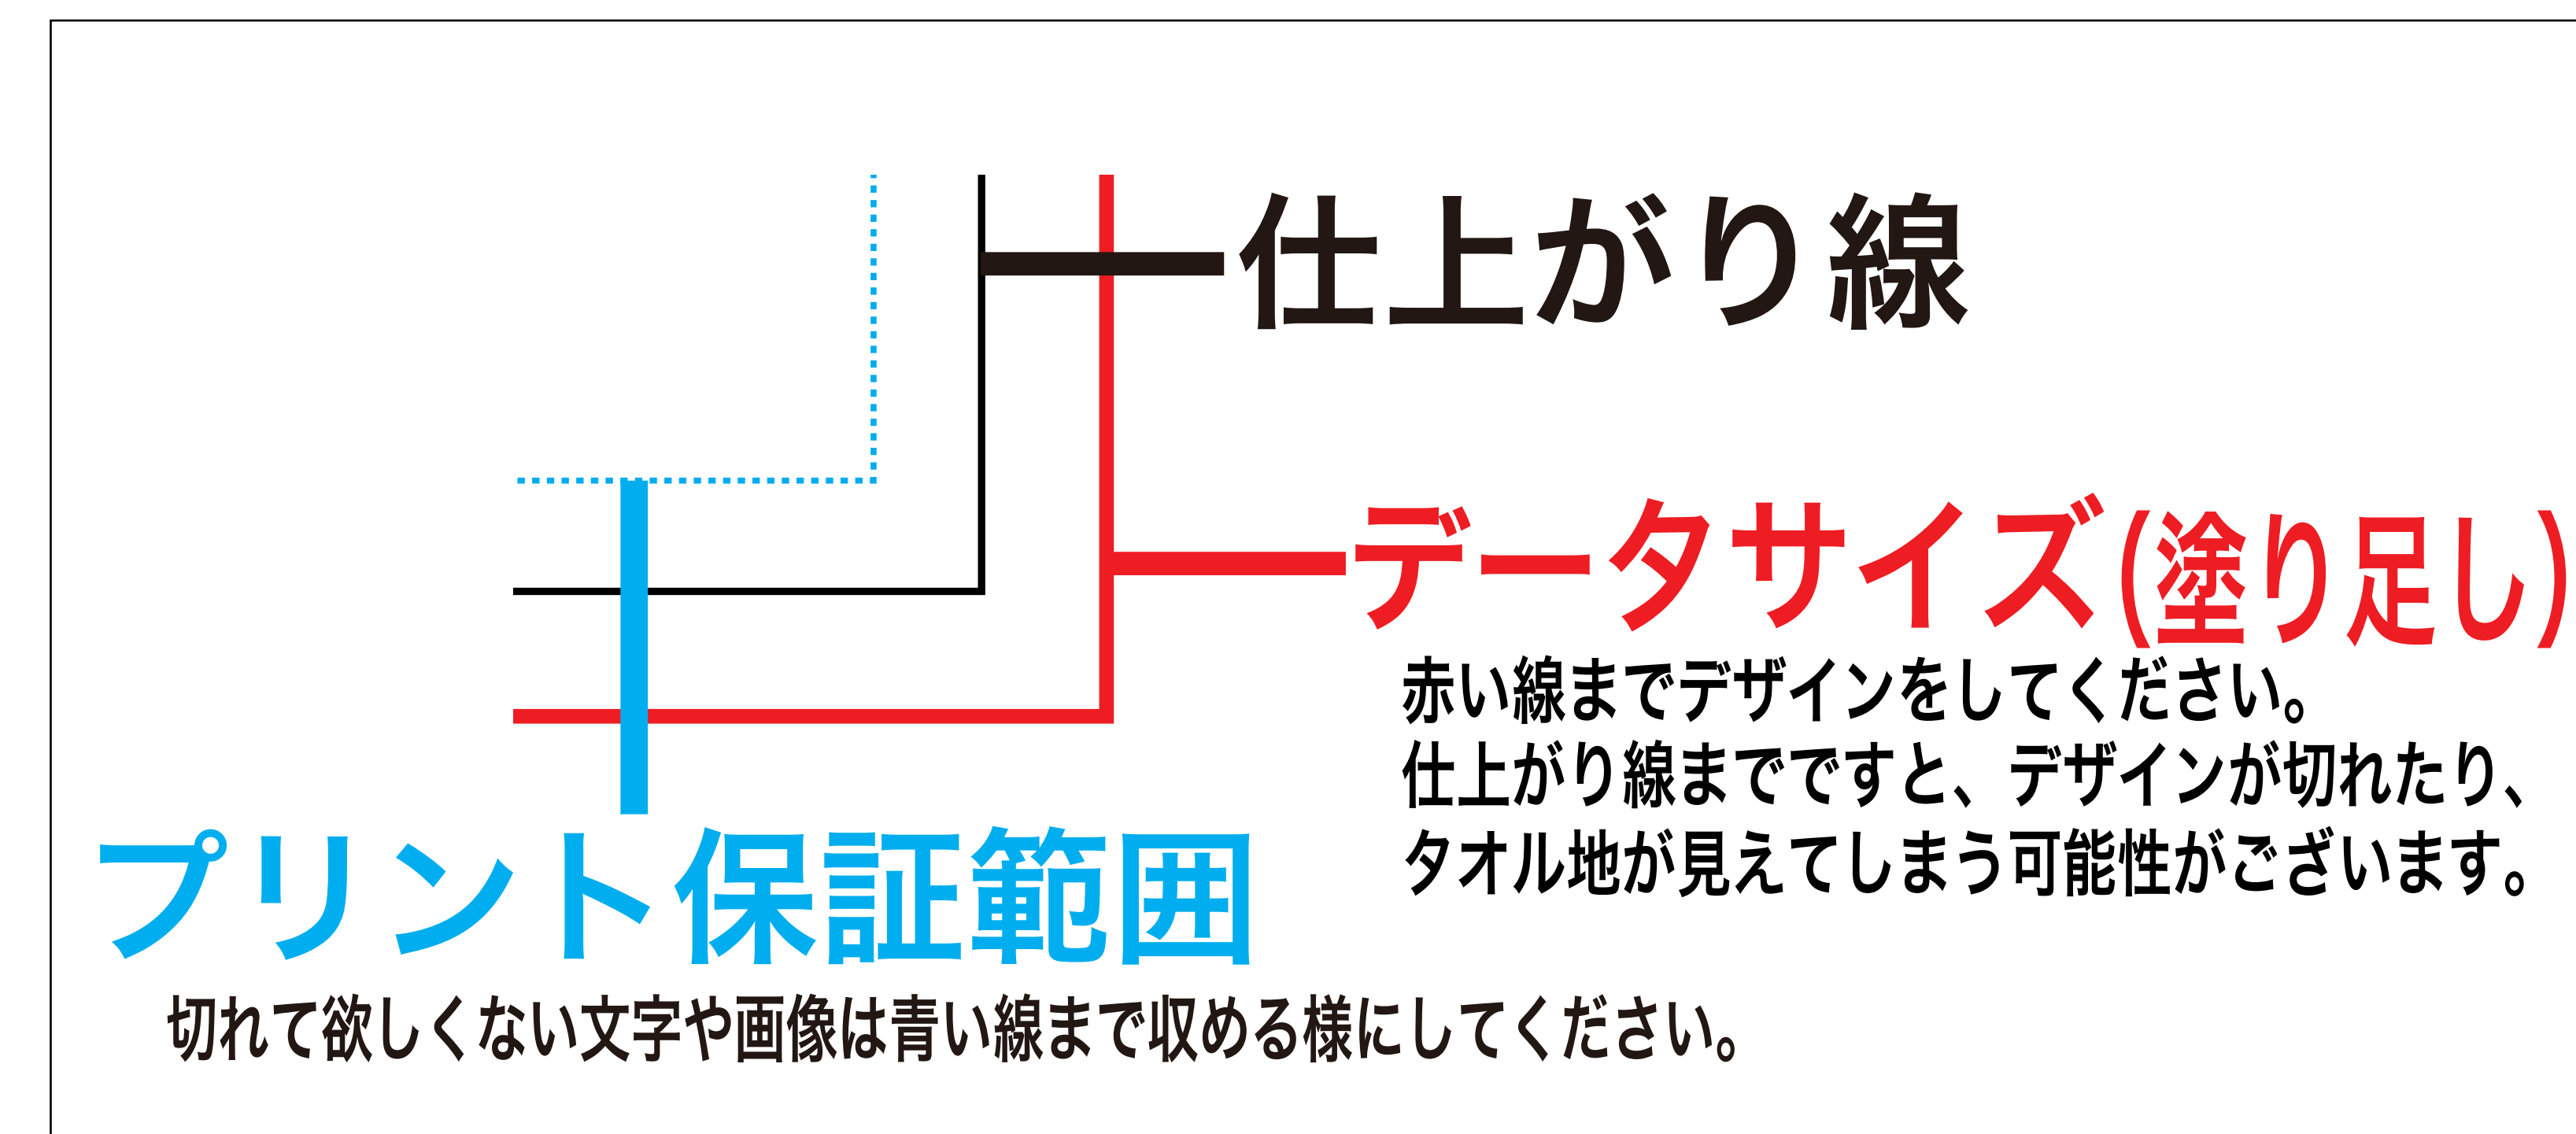 仕上がり線
データサイズ(塗り足し)
赤い線までデザインをしてください。
仕上がり線まででですと、デザインが切れたり、
タオル地が見えてしまう可能性がございます。
プリント保証範囲
切れて欲しくない文字や画像は青い線まで収める様にしてください。